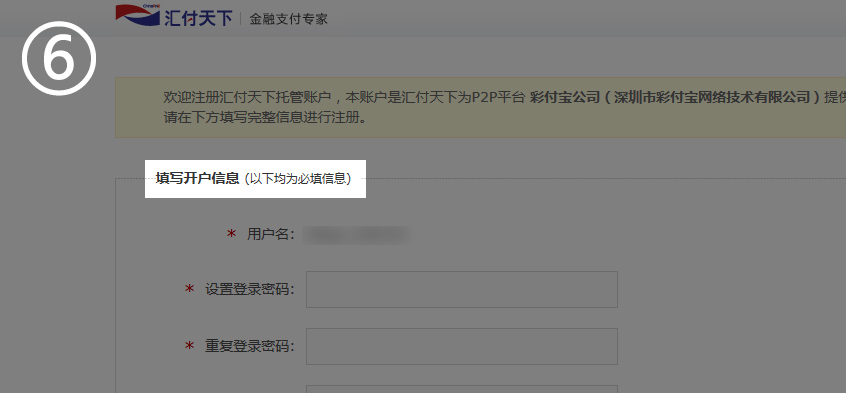 ChinaPnR
汇付天下 | 金融支付专家
⑥
欢迎注册汇付天下托管账户，本账户是汇付天下为P2P平台 彩付宝公司（深圳市彩付宝网络技术有限公司）提供
请在下方填写完整信息进行注册。
填写开户信息 (以下均为必填信息)
* 用户名:
* 设置登录密码:
* 重复登录密码: